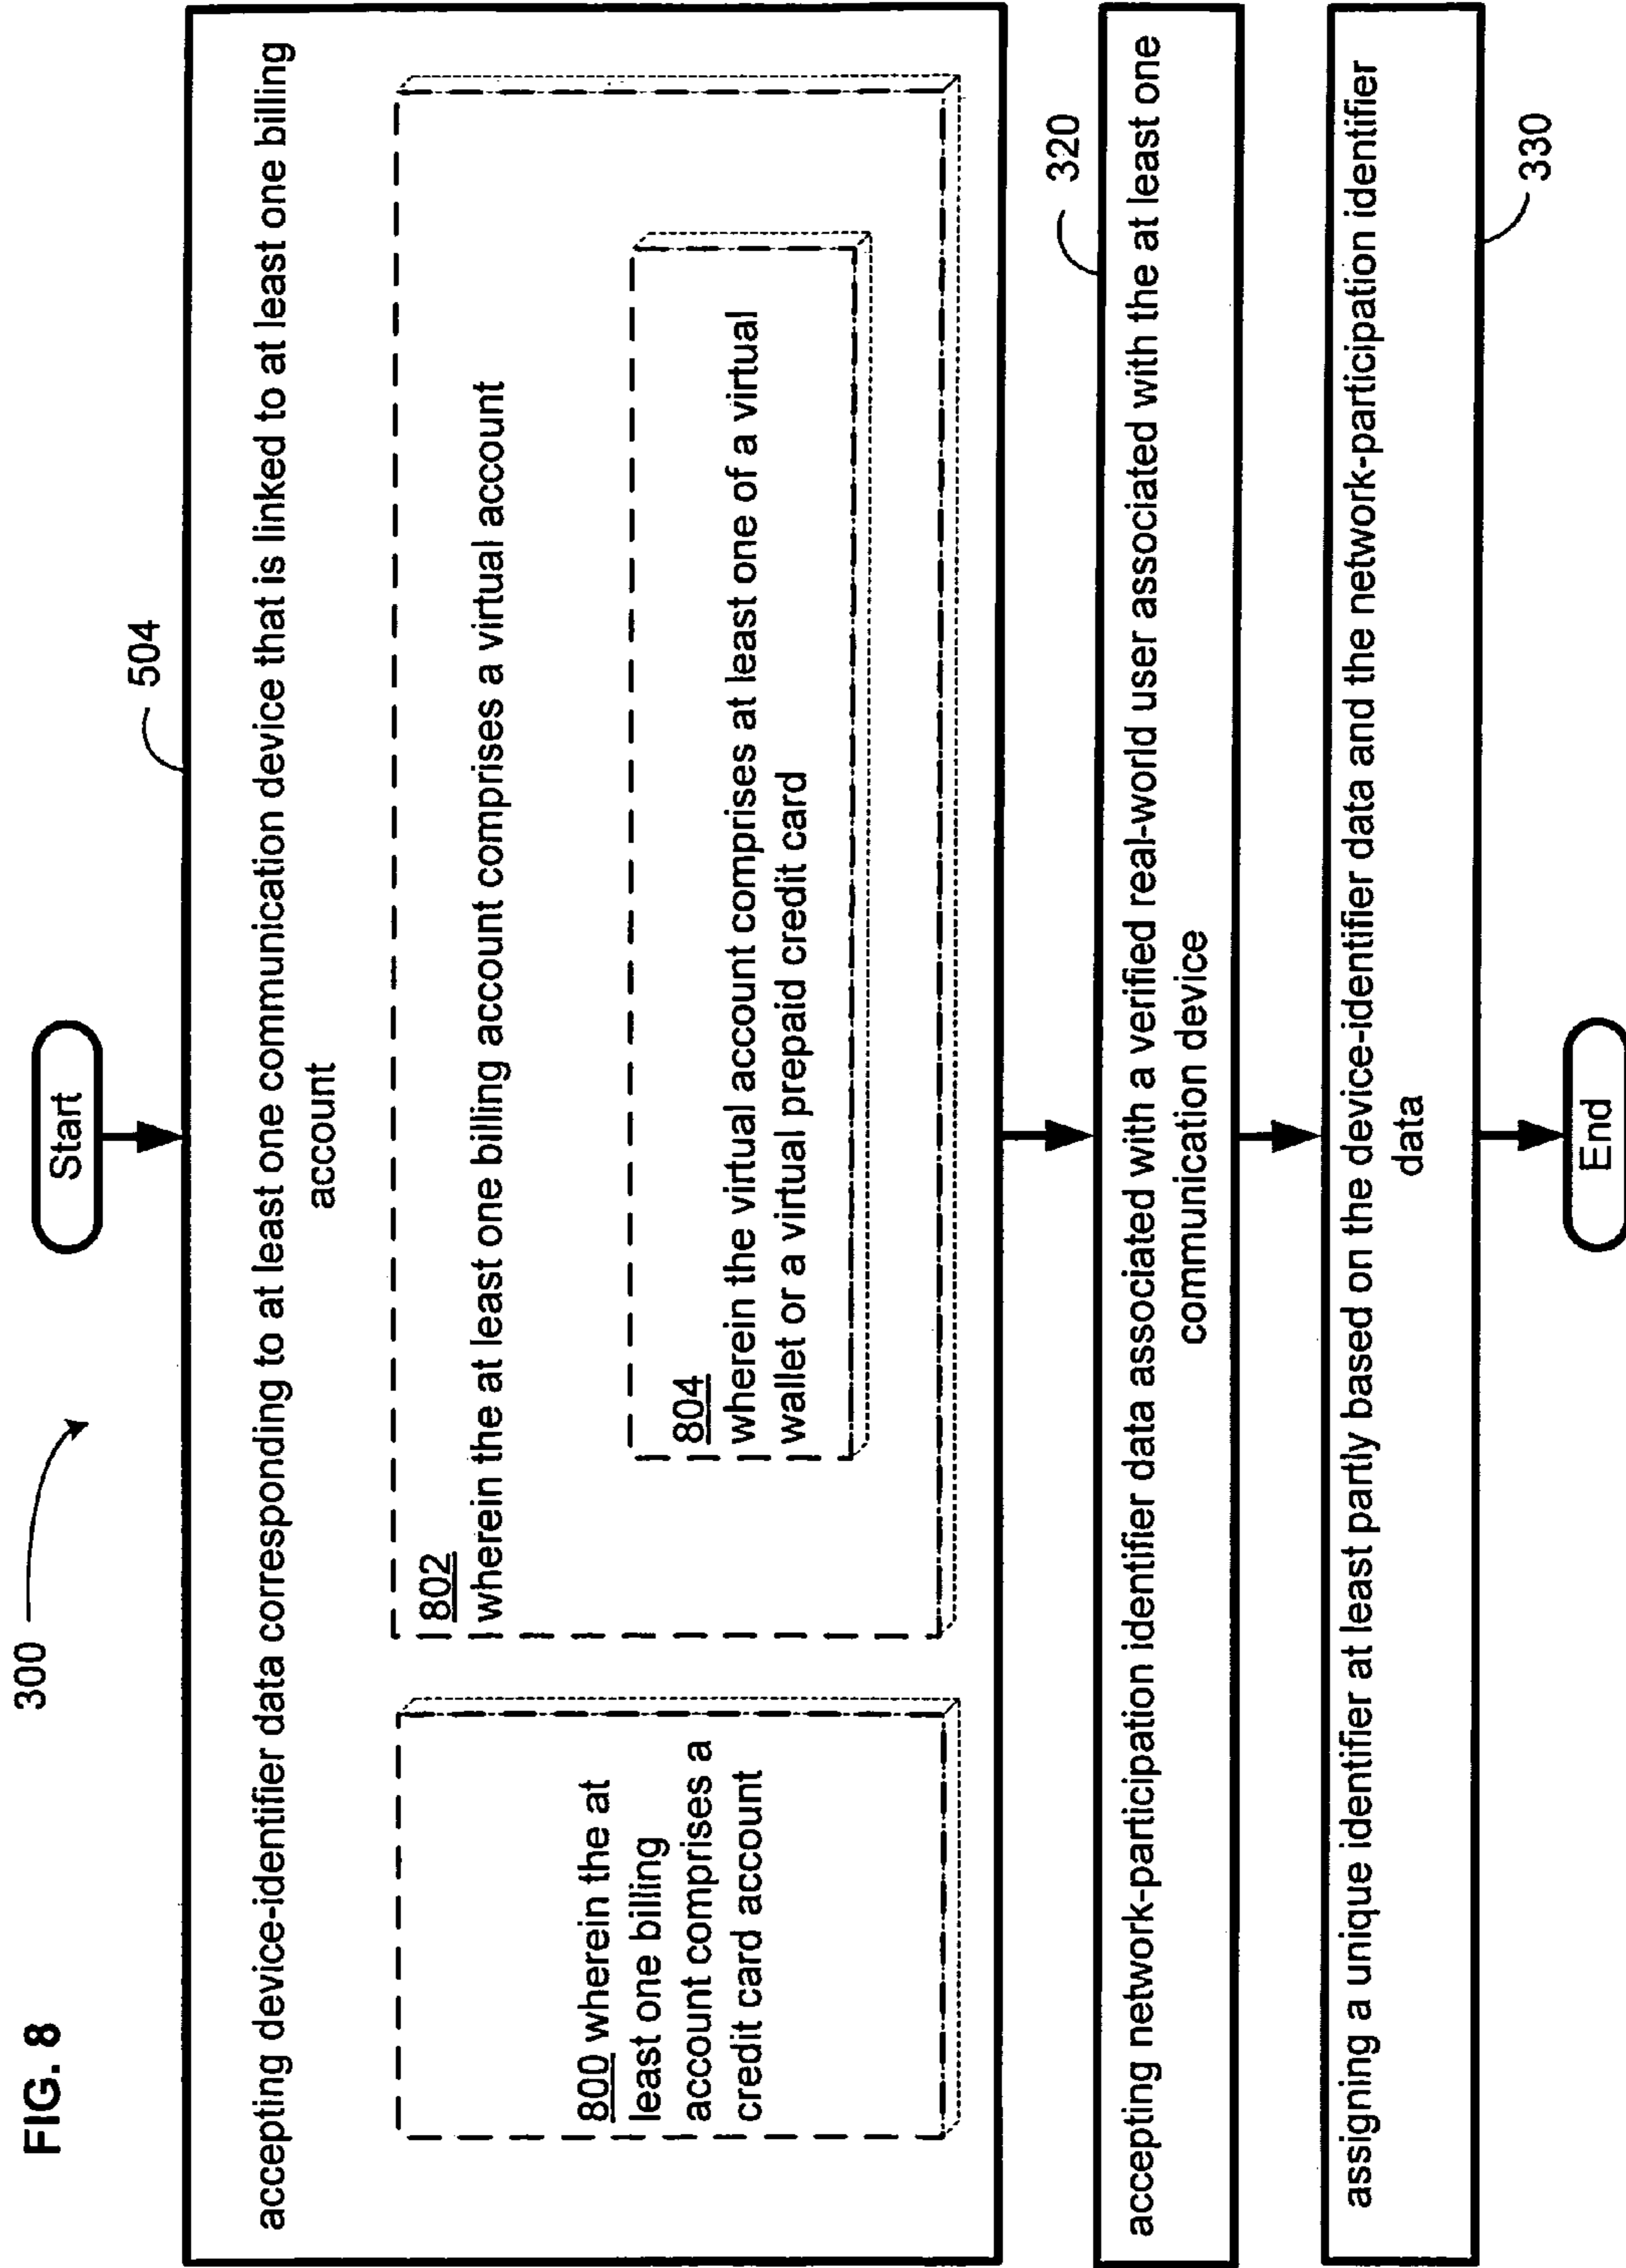 FIG. 8
300
Start
504
accepting device-identifier data corresponding to at least one communication device that is linked to at least one billing
account
800 wherein the at
least one billing
account comprises a
credit card account
802
wherein the at least one billing account comprises a virtual account
804
wherein the virtual account comprises at least one of a virtual
wallet or a virtual prepaid credit card
320
accepting network-participation identifier data associated with a verified real-world user associated with the at least one
communication device
assigning a unique identifier at least partly based on the device-identifier data and the network-participation identifier
data
330
End